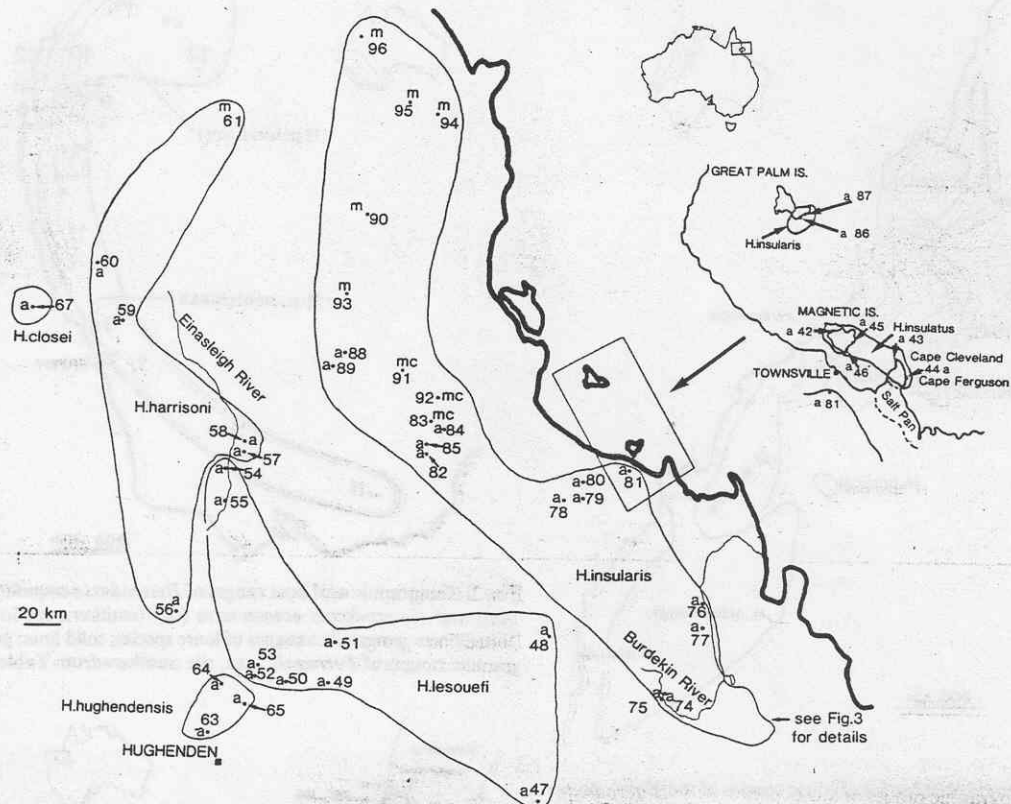 m
96
m
95
m
94
m
61
GREAT PALM IS.
a 87
a 86
H.insularis
90
m
93
60
a
a 67
H.closei
a 59
Einasleigh River
a 88
a 89
mc
91
92 mc
mc
83
a 84
a 85
82
MAGNETIC IS.
a 42
a 45
H.insulatus
a 43
Cape Cleveland
44 a
Cape Ferguson
TOWNSVILLE
a 46
a 81
Salt Pan
H.harrisoni
58 a
a 57
a 54
a 55
a 80
a 79
a
78
a
81
20 km
56 a
H.insularis
76
a
a
77
a 51
a
48
a 53
a 52
a 50
a 49
H.lesouefi
Burdekin River
75 a
a 74
see Fig.3
for details
64
a
H.hughendensis
a 65
63
a
HUGHENDEN
a 47